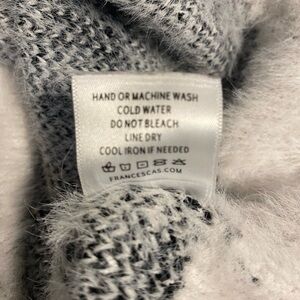 HAND OR MACHINE WASH
COLD WATER
DO NOT BLEACH
LINE DRY
COOL IRON IF NEEDED
FRANCESCAS.COM